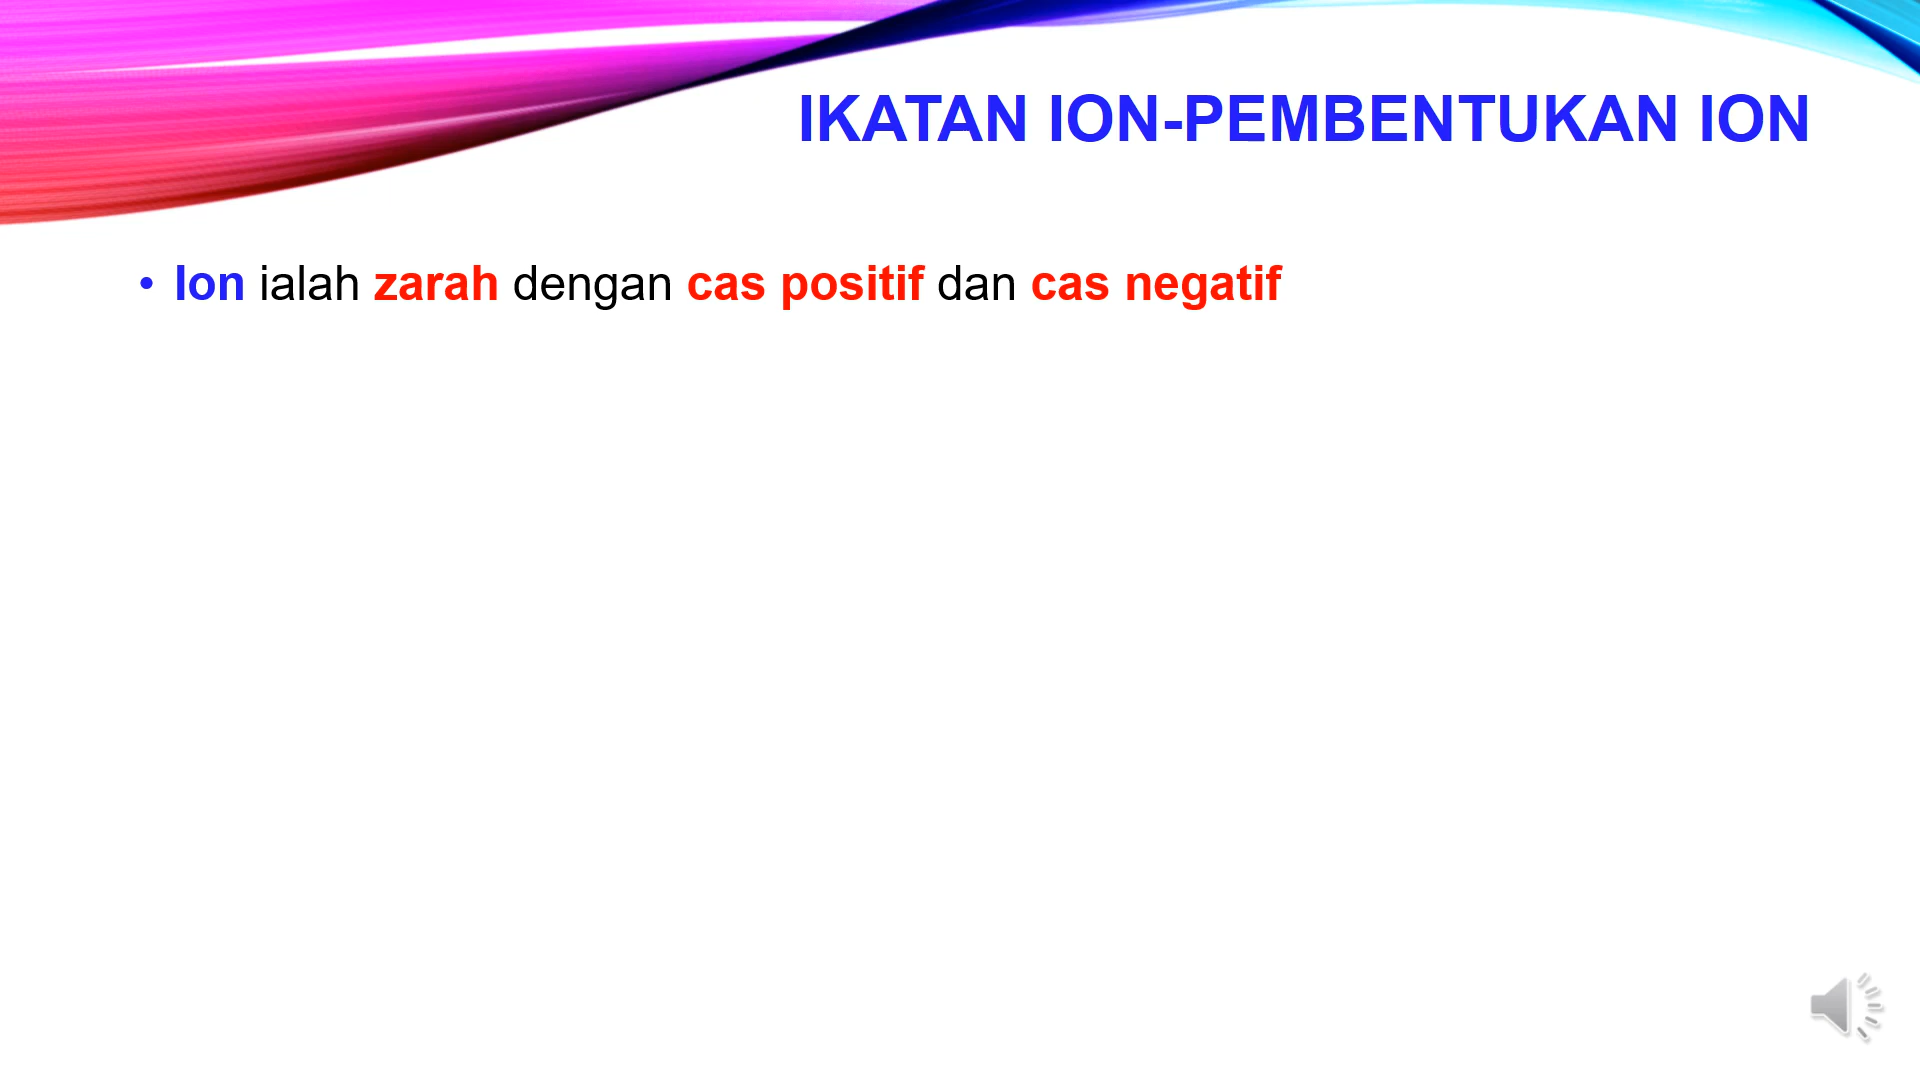 IKATAN ION-PEMBENTUKAN ION
• Ion ialah zarah dengan cas positif dan cas negatif